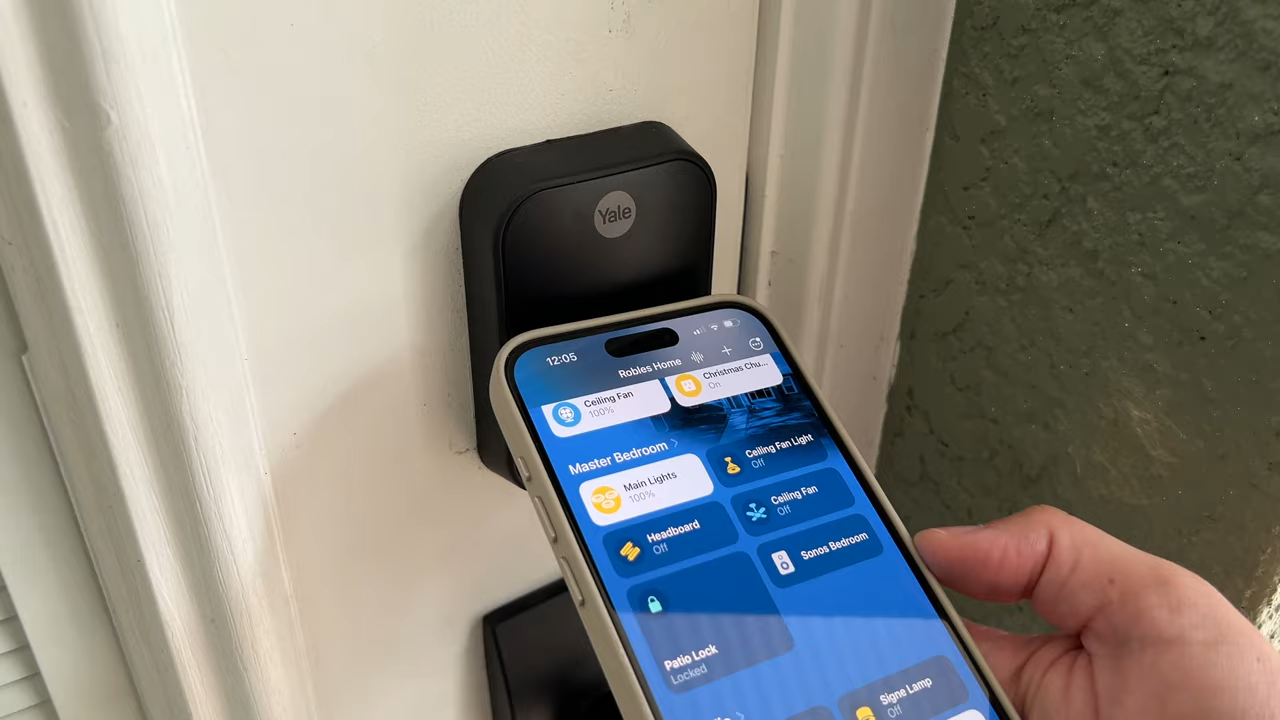 Yale
12:05
Robles Home
Ceiling Fan
100%
Christmas Chu...
On
Master Bedroom
Main Lights
100%
Ceiling Fan Light
Off
Headboard
Off
Ceiling Fan
Off
Sonos Bedroom
Patio Lock
Locked
Signe Lamp
Off